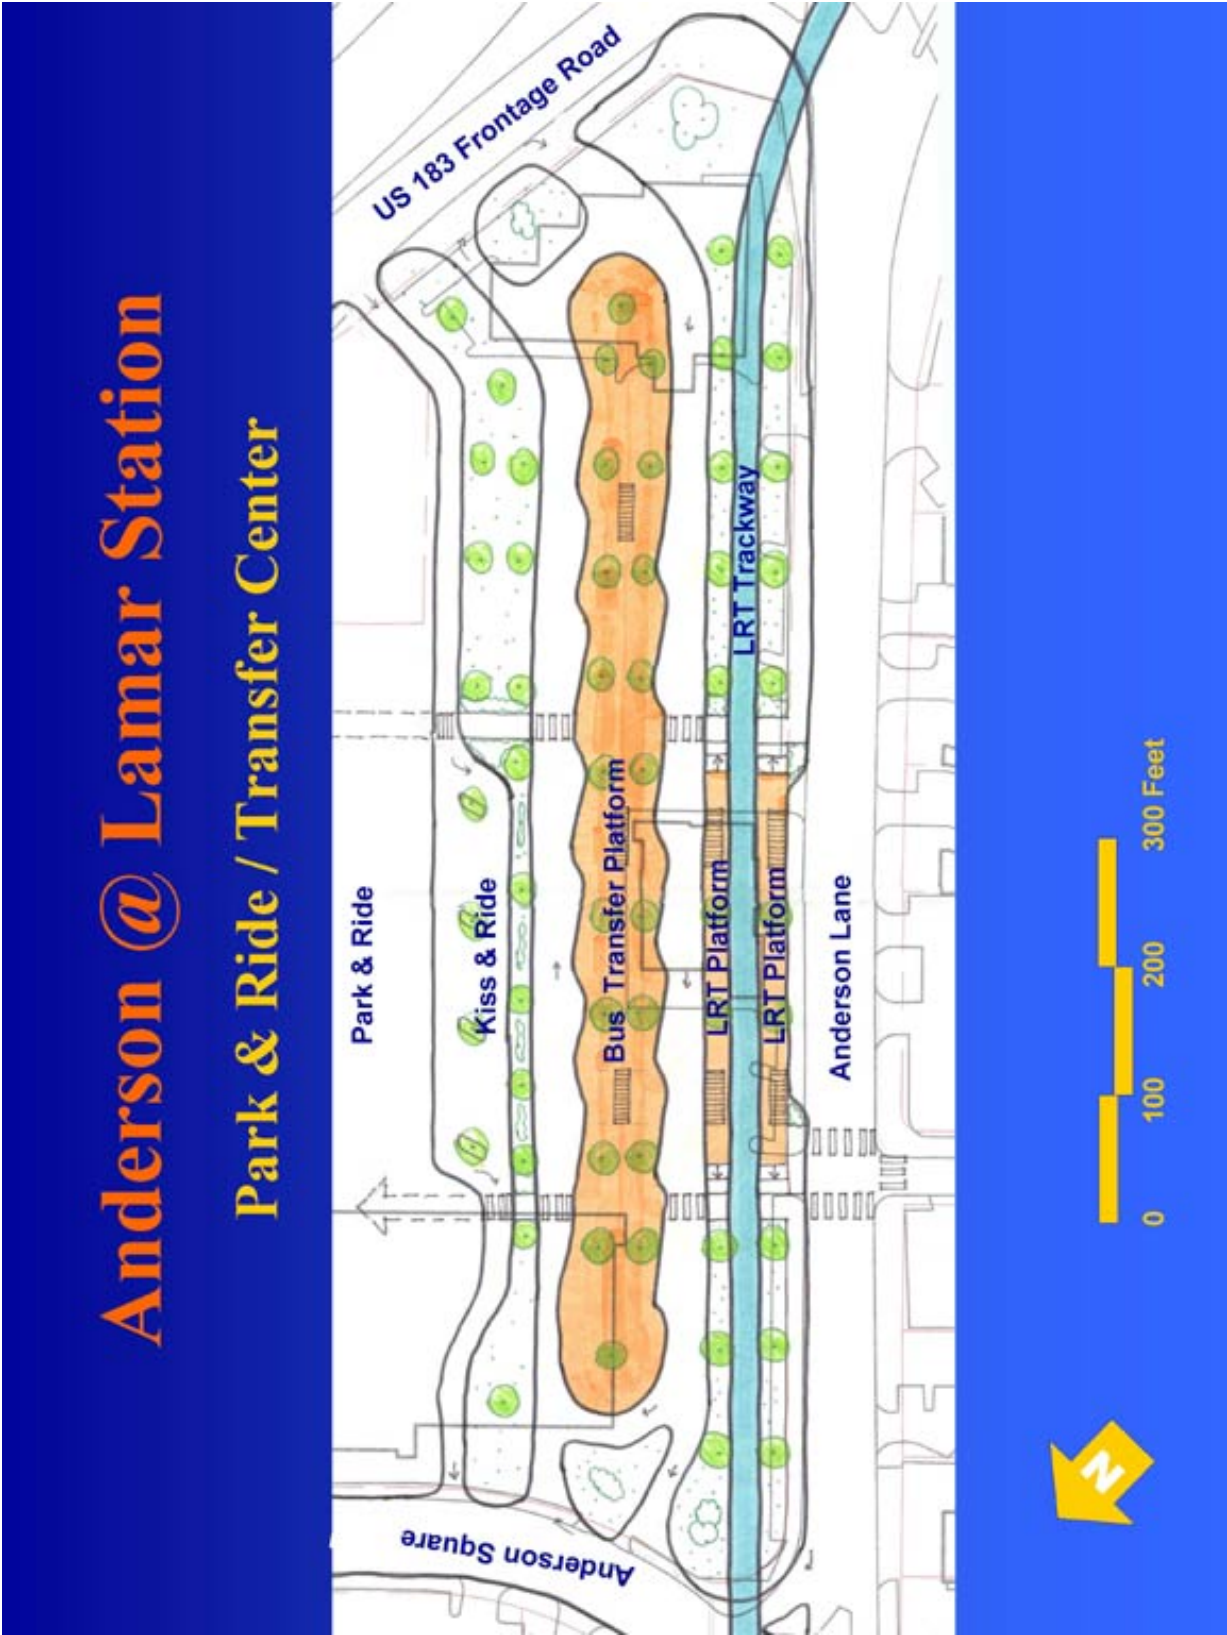 Anderson @ Lamar Station
Park & Ride / Transfer Center
US 183 Frontage Road
Park & Ride
Kiss & Ride
Bus Transfer Platform
LRT Trackway
LRT Platform
LRT Platform
Anderson Lane
Anderson Square
0 100 200 300 Feet
N